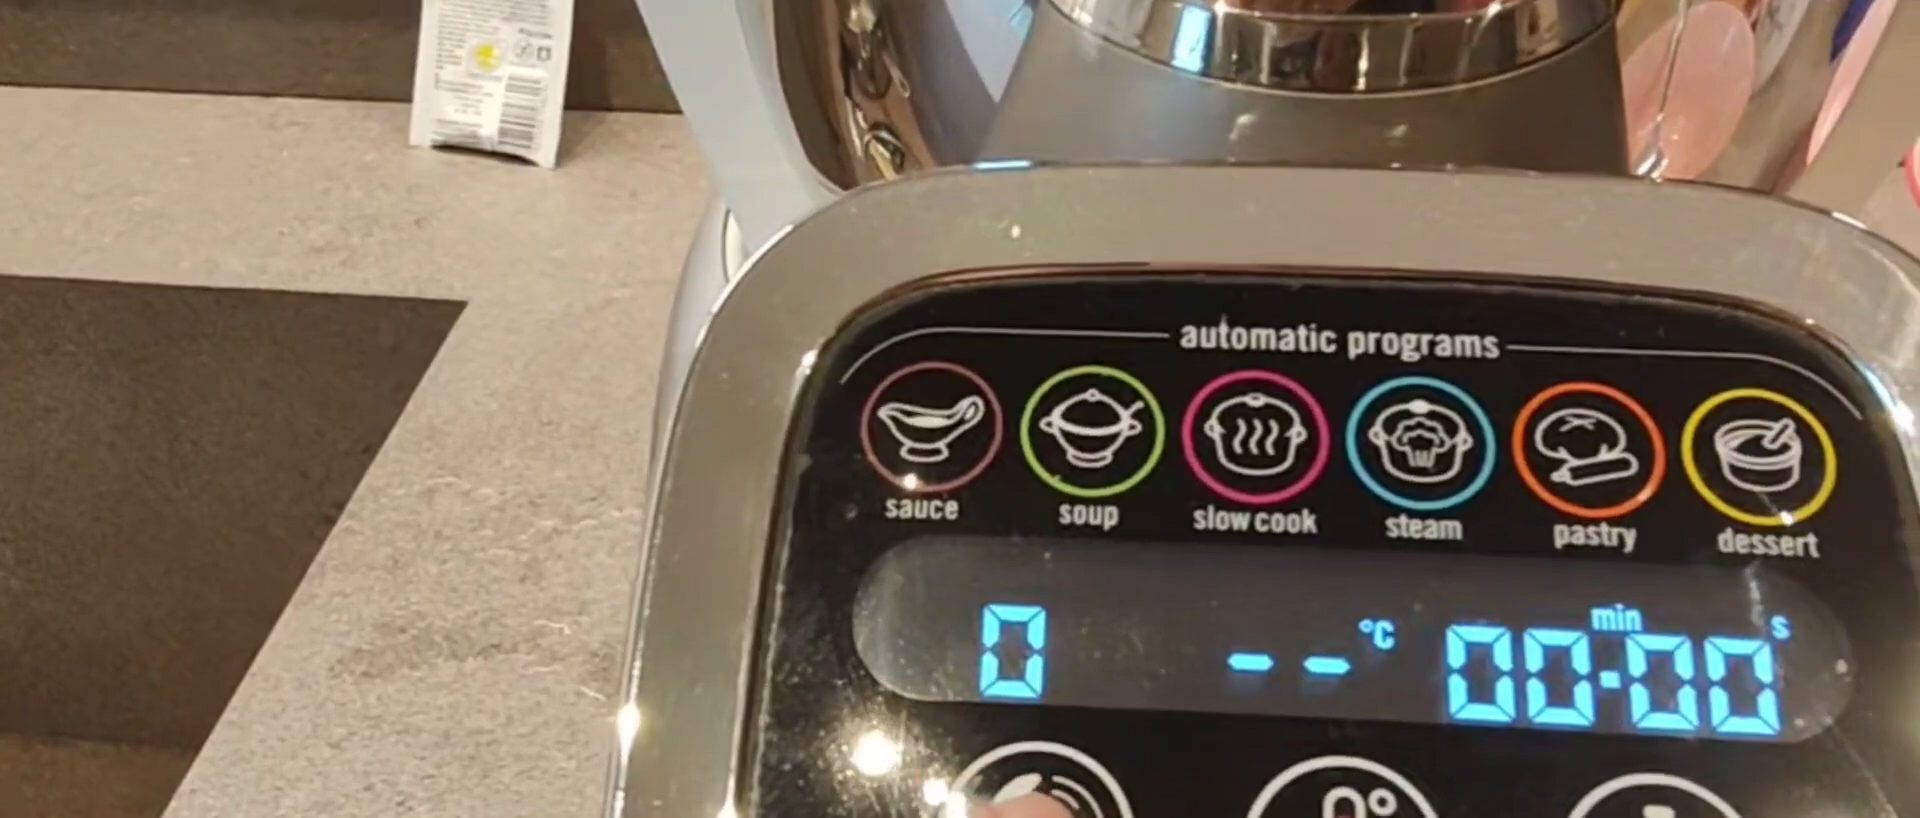 automatic programs
sauce soup slow cook steam pastry dessert
0 -- °C 00:00 min s